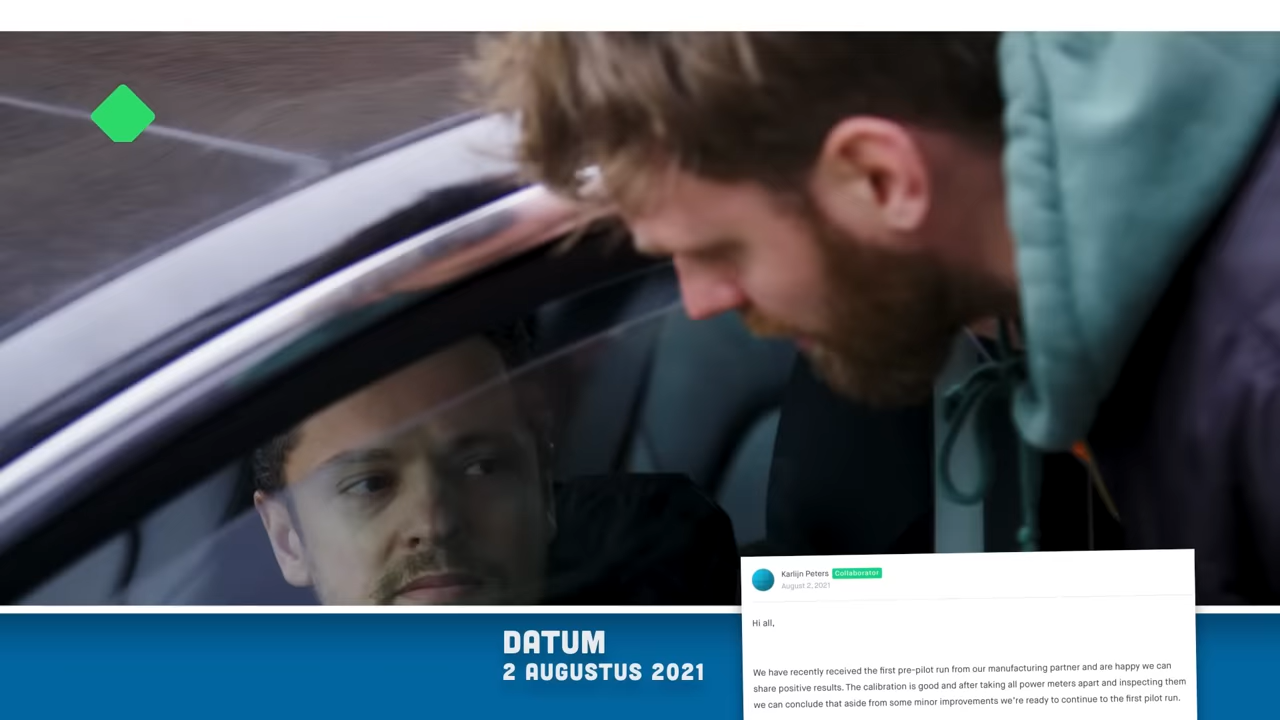 DATUM
2 AUGUSTUS 2021
Karlijn Peters Collaborator
August 2, 2021
Hi all,
We have recently received the first pre-pilot run from our manufacturing partner and are happy we can
share positive results. The calibration is good and after taking all power meters apart and inspecting them
we can conclude that aside from some minor improvements we're ready to continue to the first pilot run.